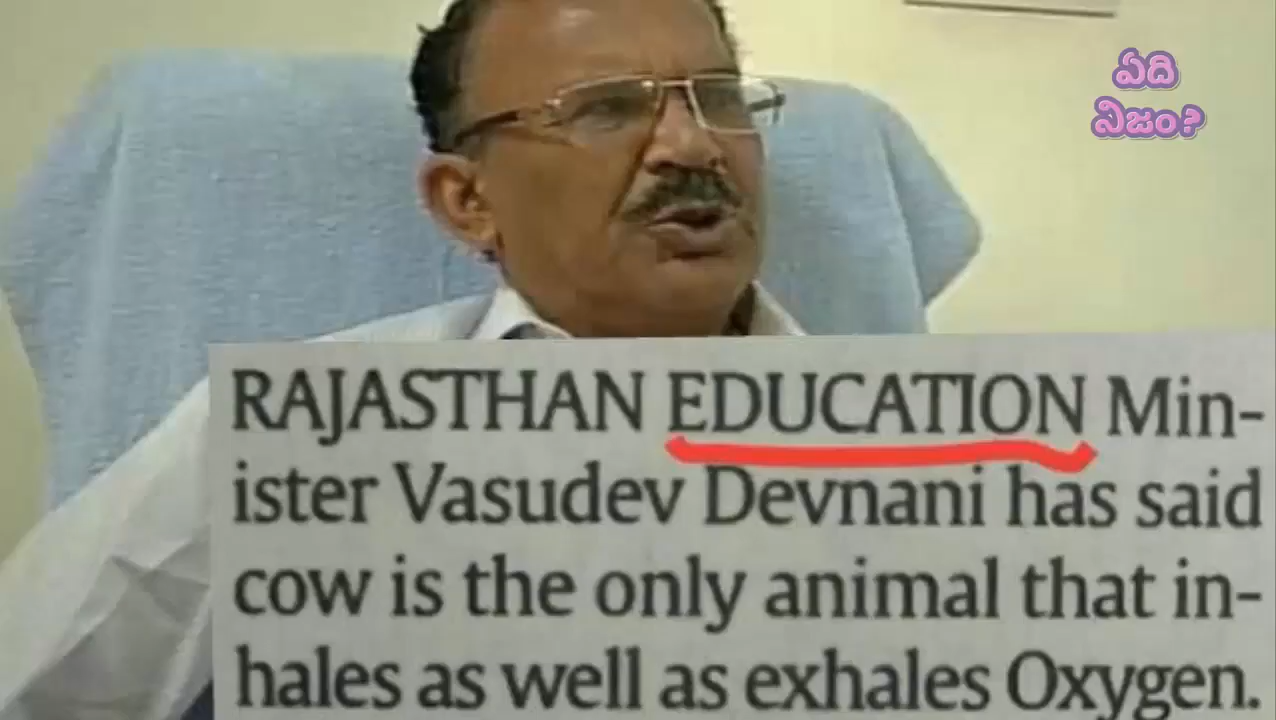 ఏది
నిజం?
RAJASTHAN EDUCATION Min-
ister Vasudev Devnani has said
cow is the only animal that in-
hales as well as exhales Oxygen.